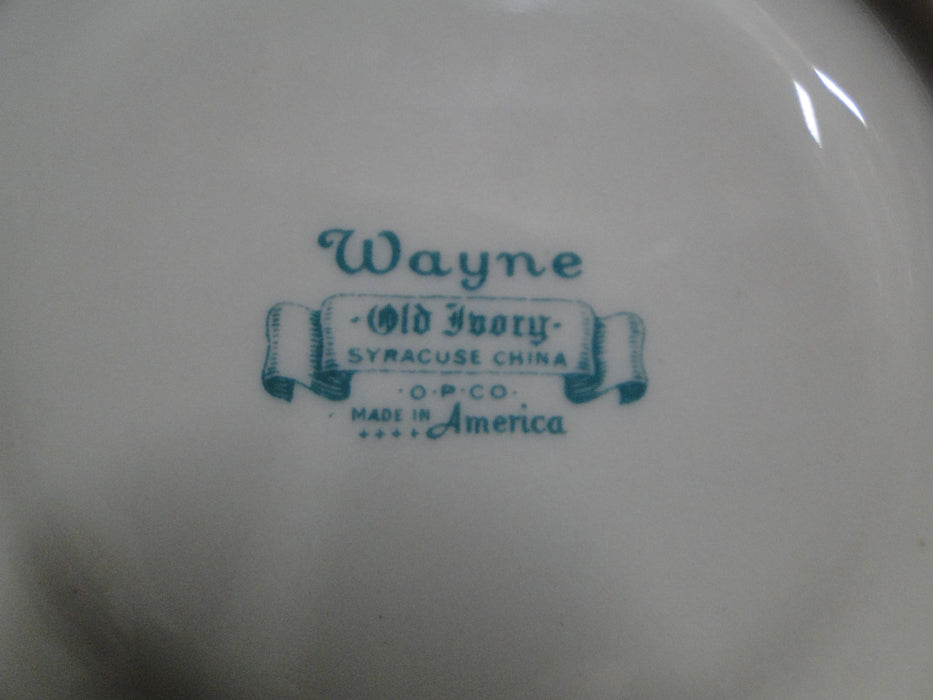 Wayne
·Old Ivory·
SYRACUSE CHINA
·O·P·CO·
MADE IN America
++++